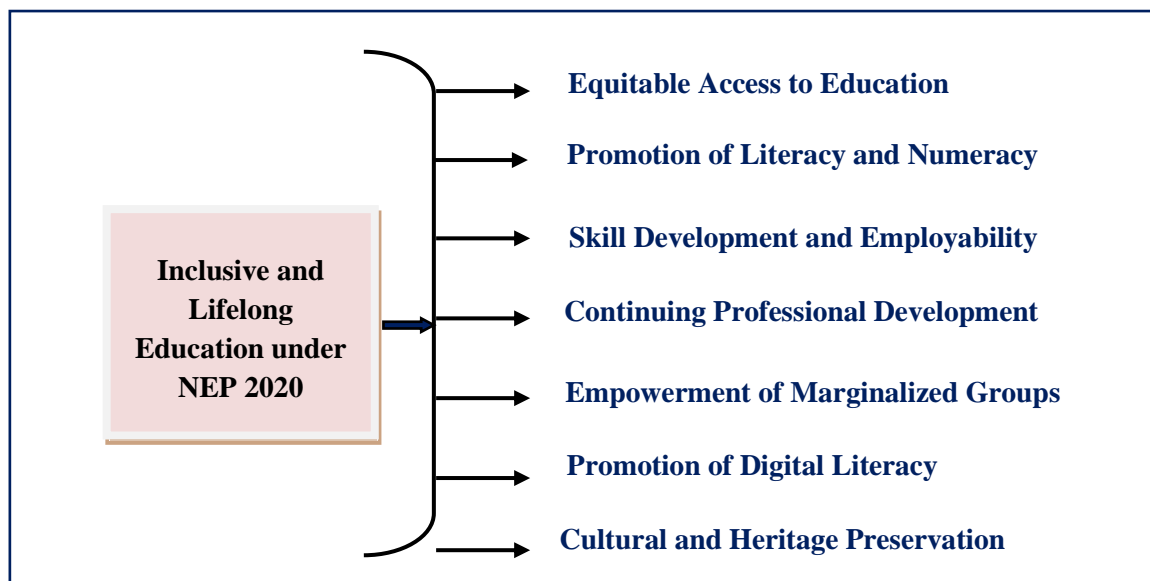 Equitable Access to Education
Promotion of Literacy and Numeracy
Skill Development and Employability
Inclusive and
Lifelong
Education under
NEP 2020
Continuing Professional Development
Empowerment of Marginalized Groups
Promotion of Digital Literacy
Cultural and Heritage Preservation